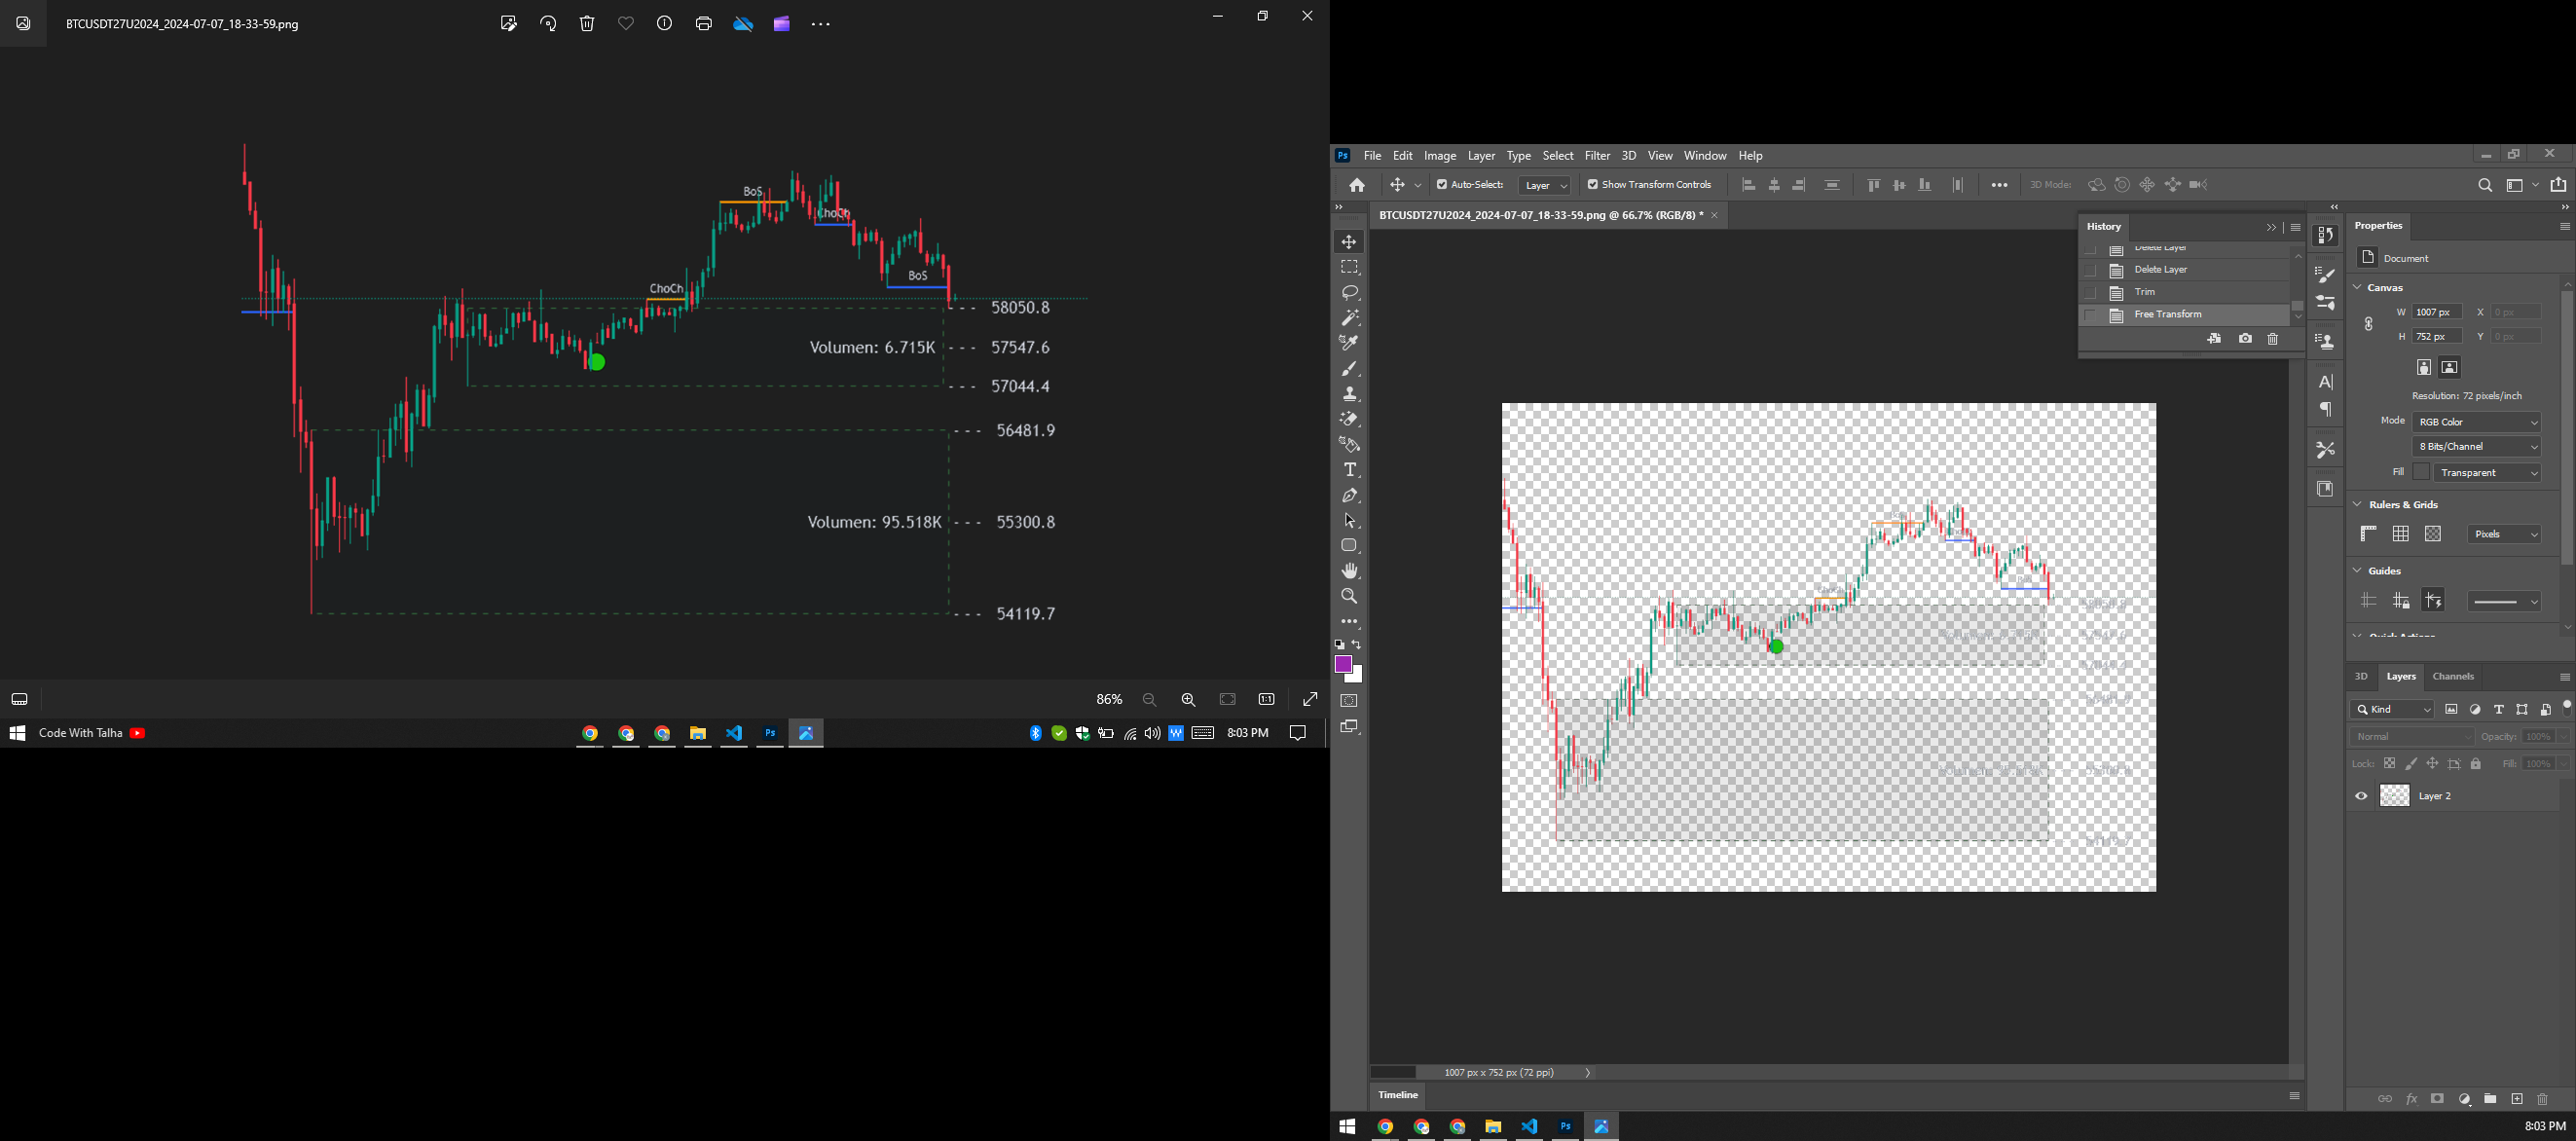 BTCUSDT27U2024_2024-07-07_18-33-59.png
BoS
ChoCh
BoS
ChoCh
58050.8
Volumen: 6.715K
57547.6
57044.4
56481.9
Volumen: 95.518K
55300.8
54119.7
86%
Code With Talha
8:03 PM
Ps
File Edit Image Layer Type Select Filter 3D View Window Help
Auto-Select: Layer Show Transform Controls 3D Mode:
BTCUSDT27U2024_2024-07-07_18-33-59.png @ 66.7% (RGB/8) *
History
Delete Layer
Delete Layer
Trim
Free Transform
Properties
Document
Canvas
W 1007 px X 0 px
H 752 px Y 0 px
Resolution: 72 pixels/inch
Mode RGB Color
8 Bits/Channel
Fill Transparent
Rulers & Grids
Pixels
Guides
Quick Actions
3D Layers Channels
Kind
Normal Opacity: 100%
Lock: Fill: 100%
Layer 2
1007 px x 752 px (72 ppi)
Timeline
8:03 PM